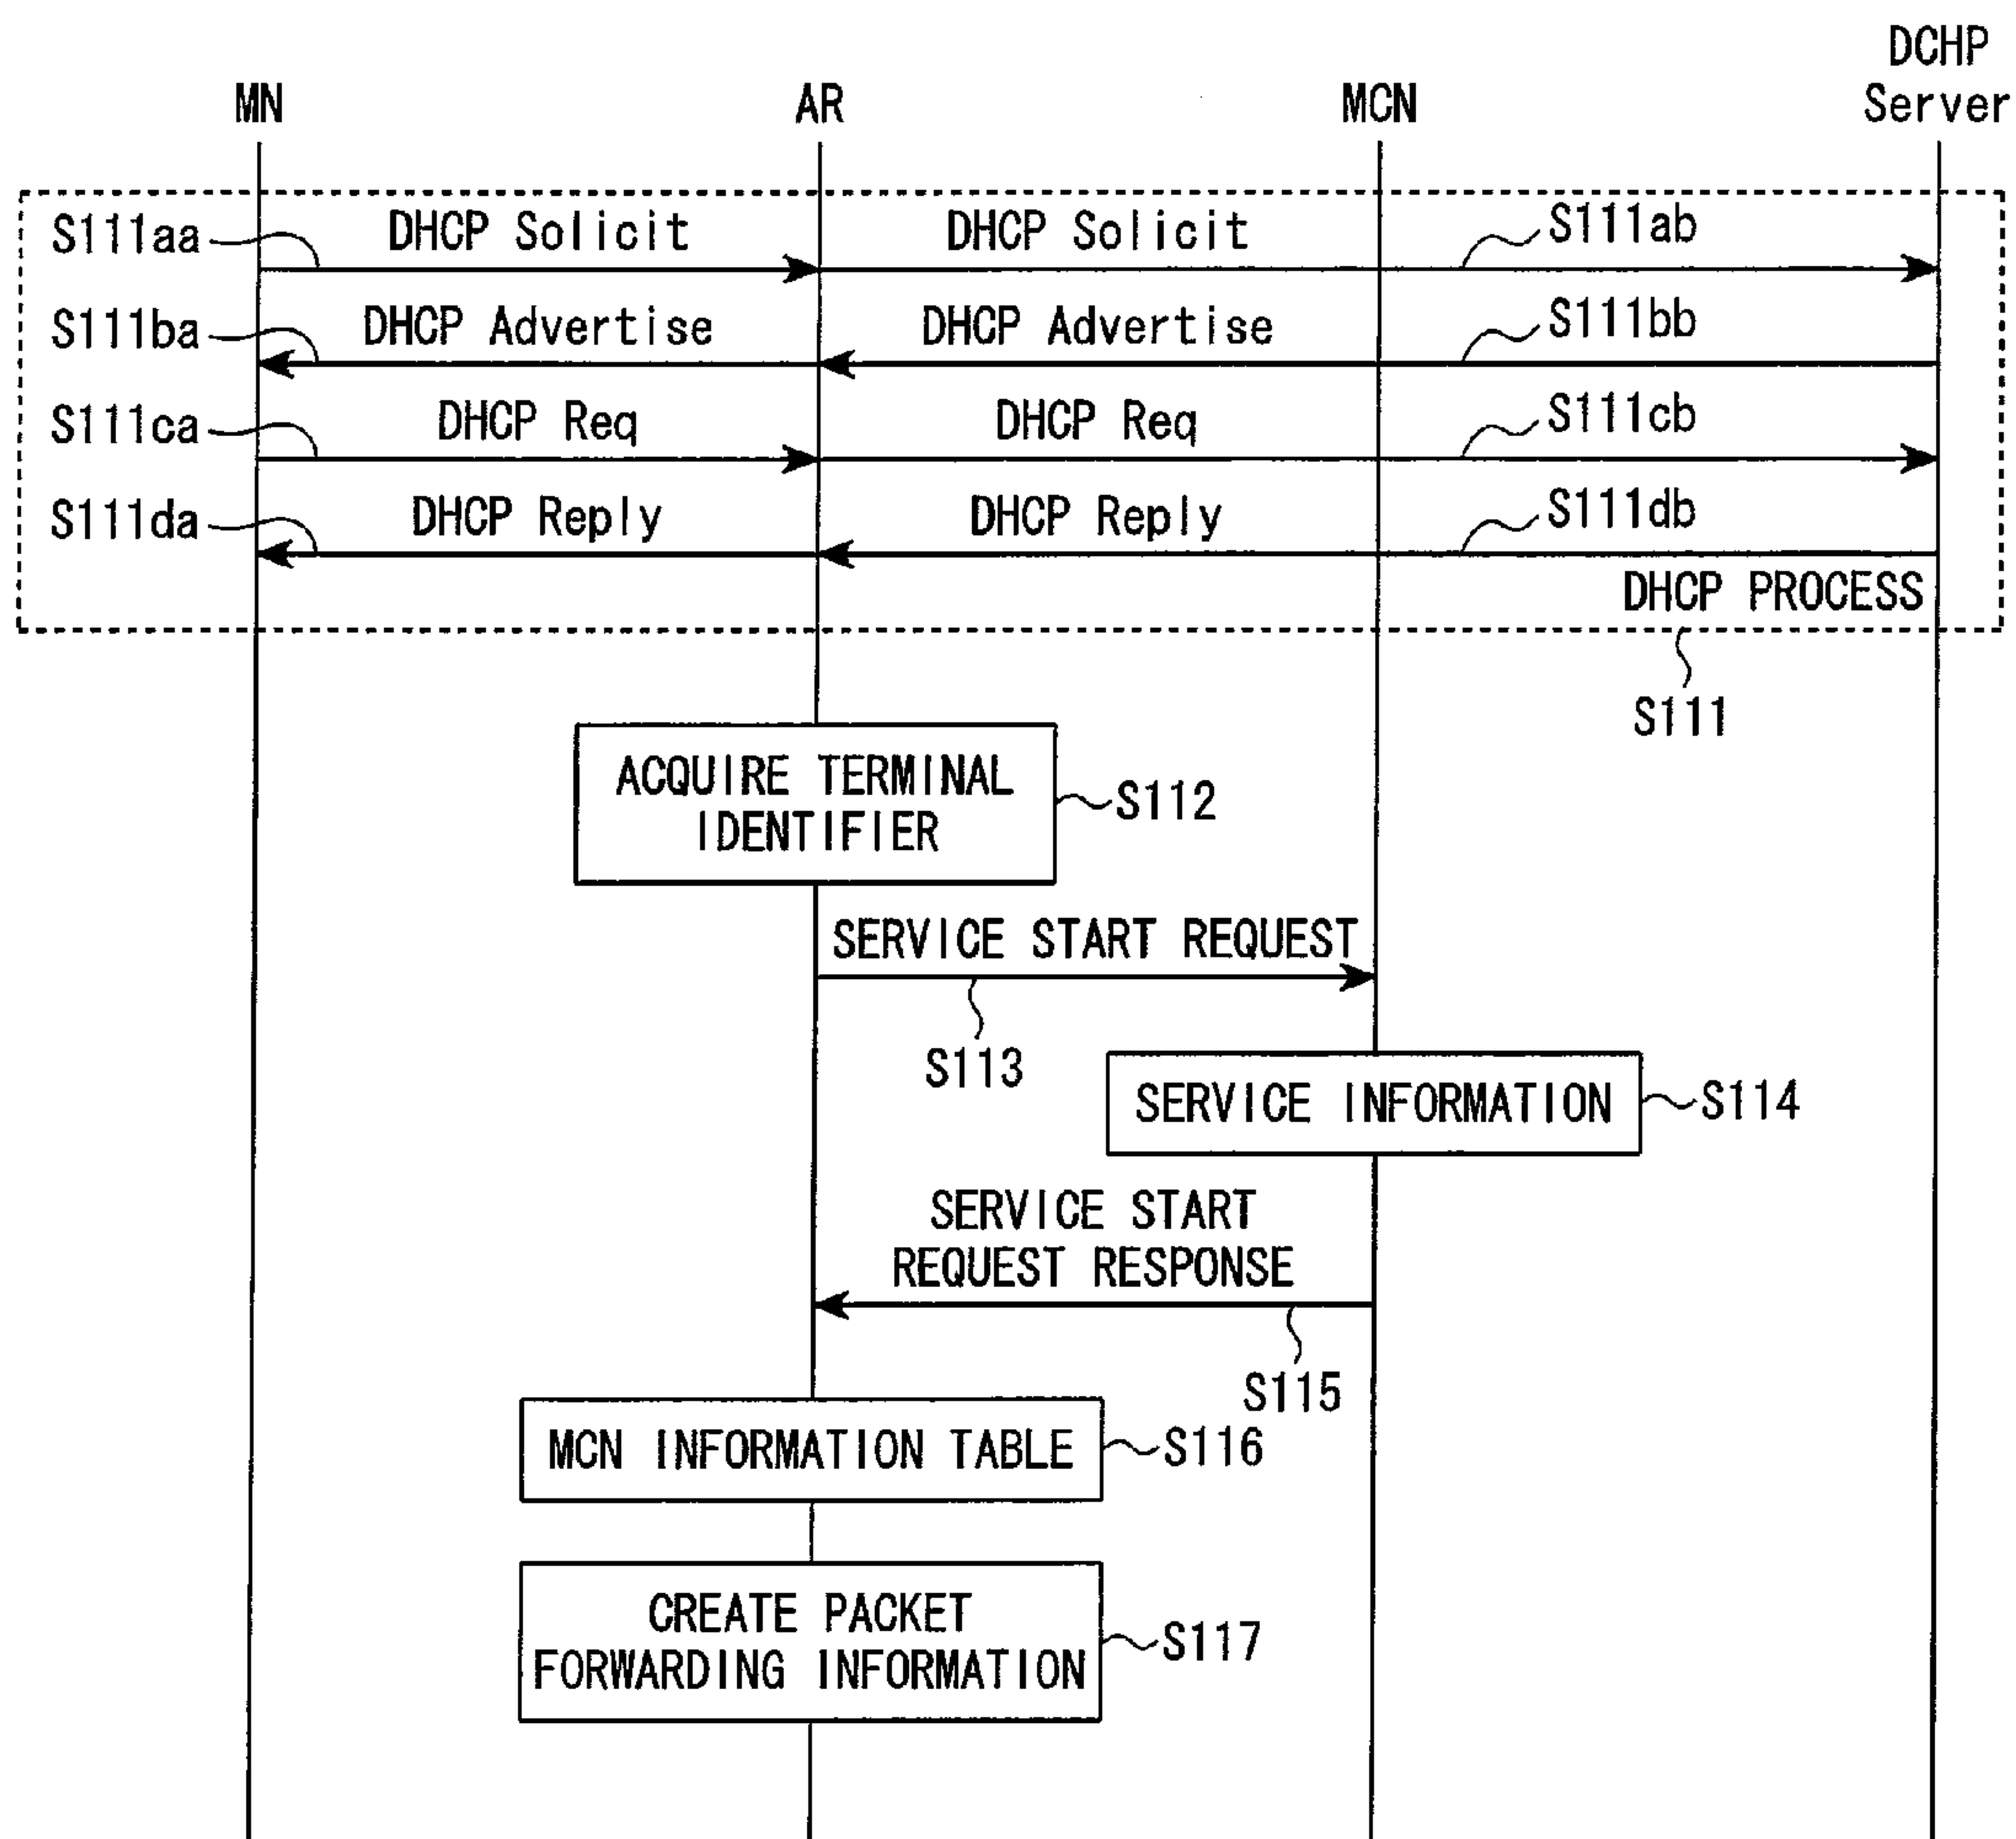 MN
AR
MCN
DCHP
Server
S111aa
DHCP Solicit
DHCP Solicit
S111ab
S111ba
DHCP Advertise
DHCP Advertise
S111bb
S111ca
DHCP Req
DHCP Req
S111cb
S111da
DHCP Reply
DHCP Reply
S111db
DHCP PROCESS
S111
ACQUIRE TERMINAL
IDENTIFIER
S112
SERVICE START REQUEST
S113
SERVICE INFORMATION
S114
SERVICE START
REQUEST RESPONSE
S115
MCN INFORMATION TABLE
S116
CREATE PACKET
FORWARDING INFORMATION
S117